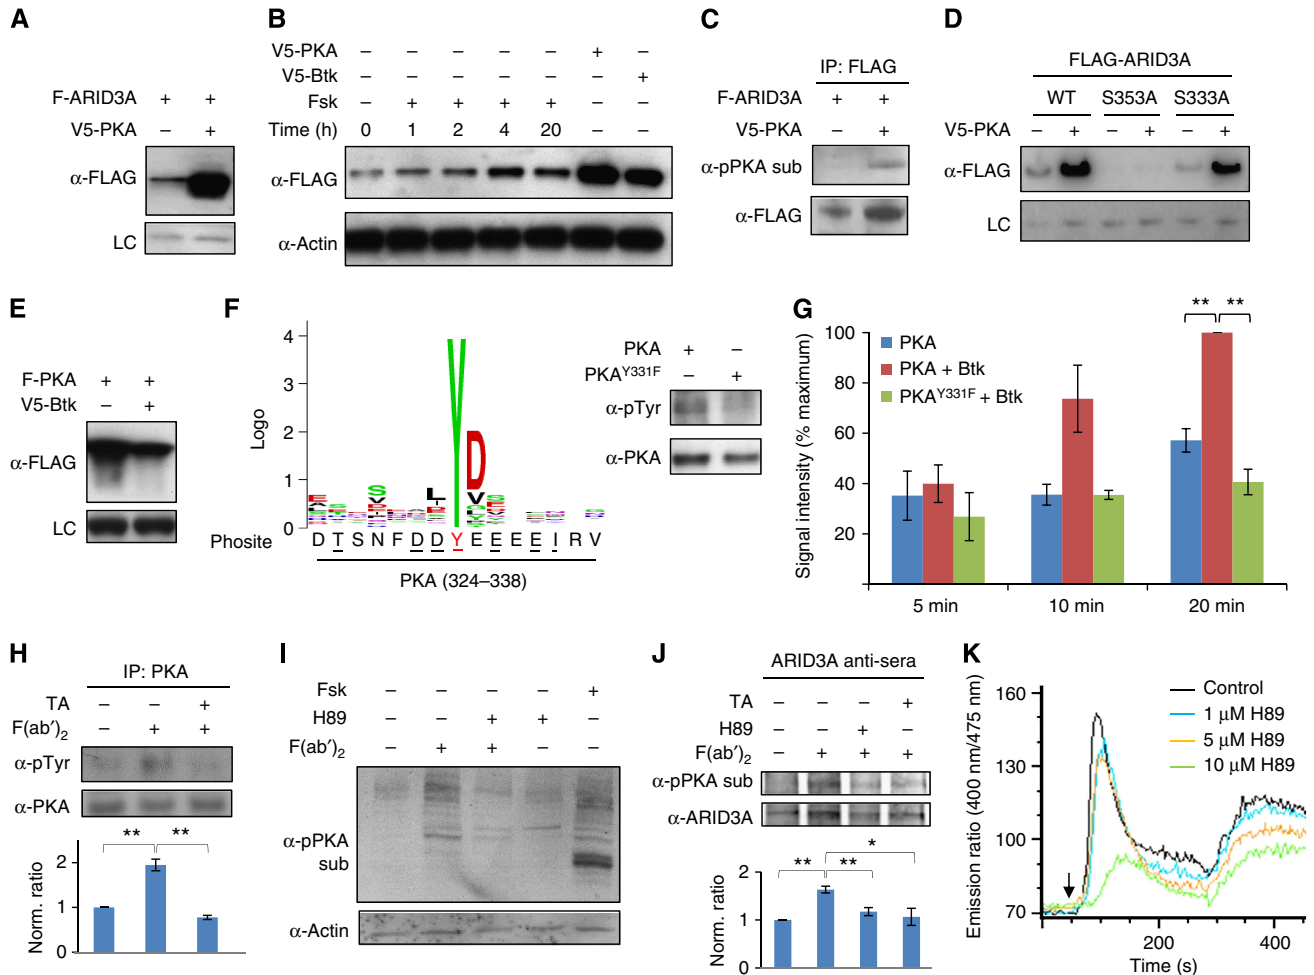 A
F-ARID3A + +
V5-PKA – +
α-FLAG
LC
B
V5-PKA – – – – – + –
V5-Btk – – – – – – +
Fsk – + + + + – –
Time (h) 0 1 2 4 20 – –
α-FLAG
α-Actin
C
IP: FLAG
F-ARID3A + +
V5-PKA – +
α-pPKA sub
α-FLAG
D
FLAG-ARID3A
WT S353A S333A
V5-PKA – + – + – +
α-FLAG
LC
E
F-PKA + +
V5-Btk – +
α-FLAG
LC
F
Logo
4
3
2
1
0
Phosite D T S N F D D Y E E E E I R V
PKA (324–338)
PKA + –
PKAY331F – +
α-pTyr
α-PKA
G
Signal intensity (% maximum)
100
80
60
40
20
PKA
PKA + Btk
PKAY331F + Btk
** **
5 min 10 min 20 min
H
IP: PKA
TA – – +
F(ab′)2 – + +
α-pTyr
α-PKA
** **
Norm. ratio
2
1
0
I
Fsk – – – – +
H89 – – + + –
F(ab′)2 – + + – –
α-pPKA
sub
α-Actin
J
ARID3A anti-sera
TA – – – +
H89 – – + –
F(ab′)2 – + + +
α-pPKA sub
α-ARID3A
*
** **
Norm. ratio
2
1
0
K
Emission ratio (400 nm/475 nm)
160
130
100
70
Control
1 μM H89
5 μM H89
10 μM H89
200 400
Time (s)